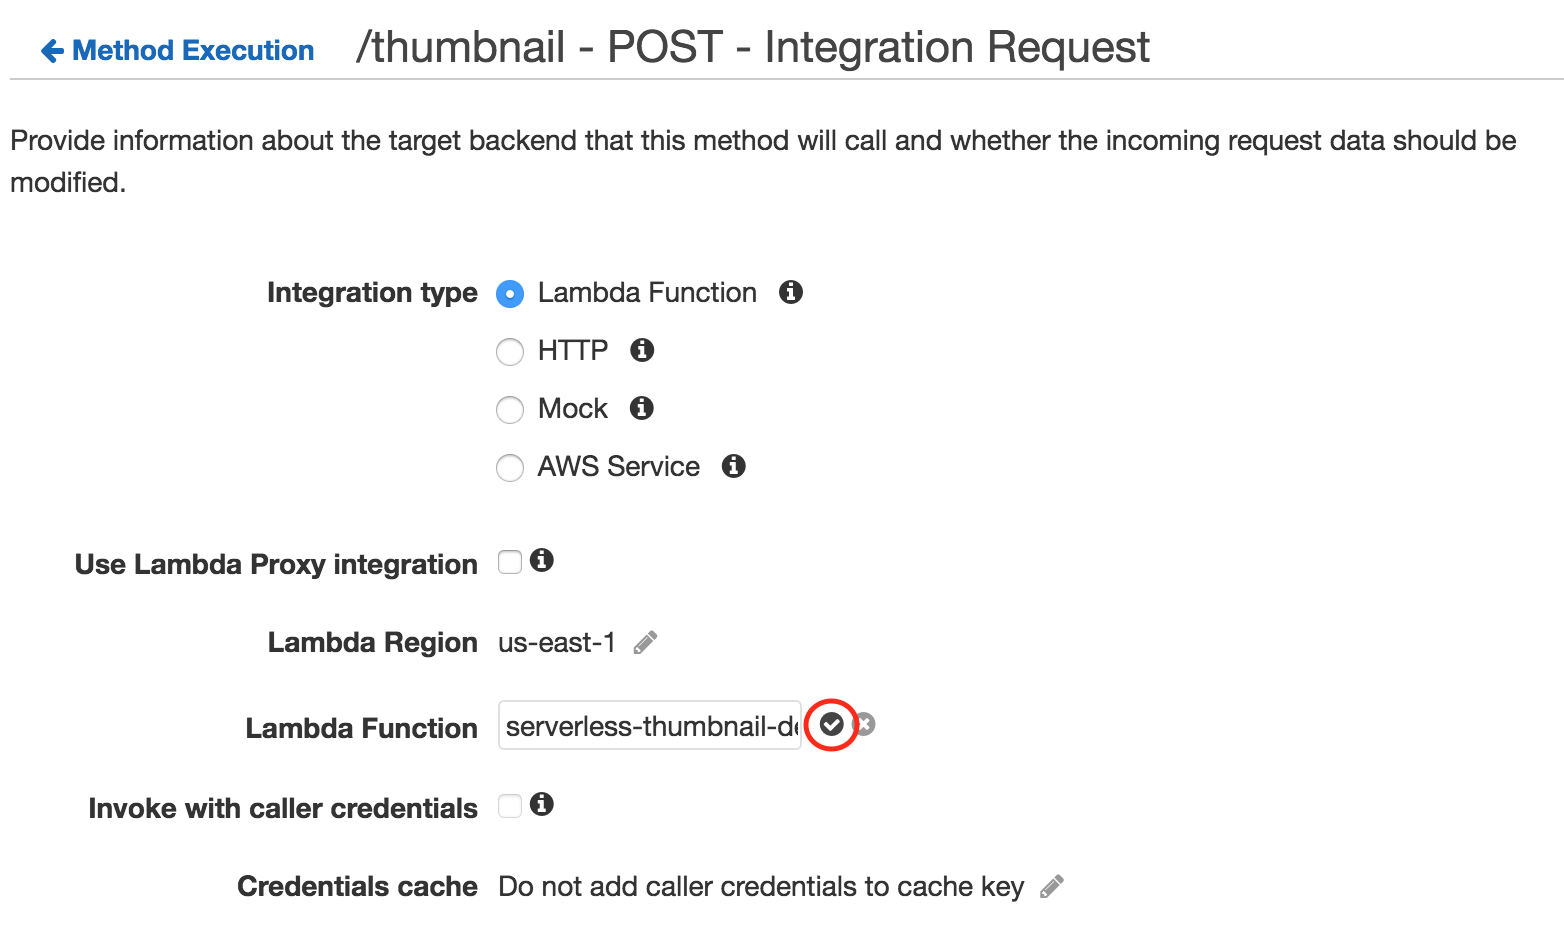 Method Execution /thumbnail - POST - Integration Request
Provide information about the target backend that this method will call and whether the incoming request data should be
modified.
Integration type Lambda Function
HTTP
Mock
AWS Service
Use Lambda Proxy integration
Lambda Region us-east-1
Lambda Function serverless-thumbnail-de
Invoke with caller credentials
Credentials cache Do not add caller credentials to cache key